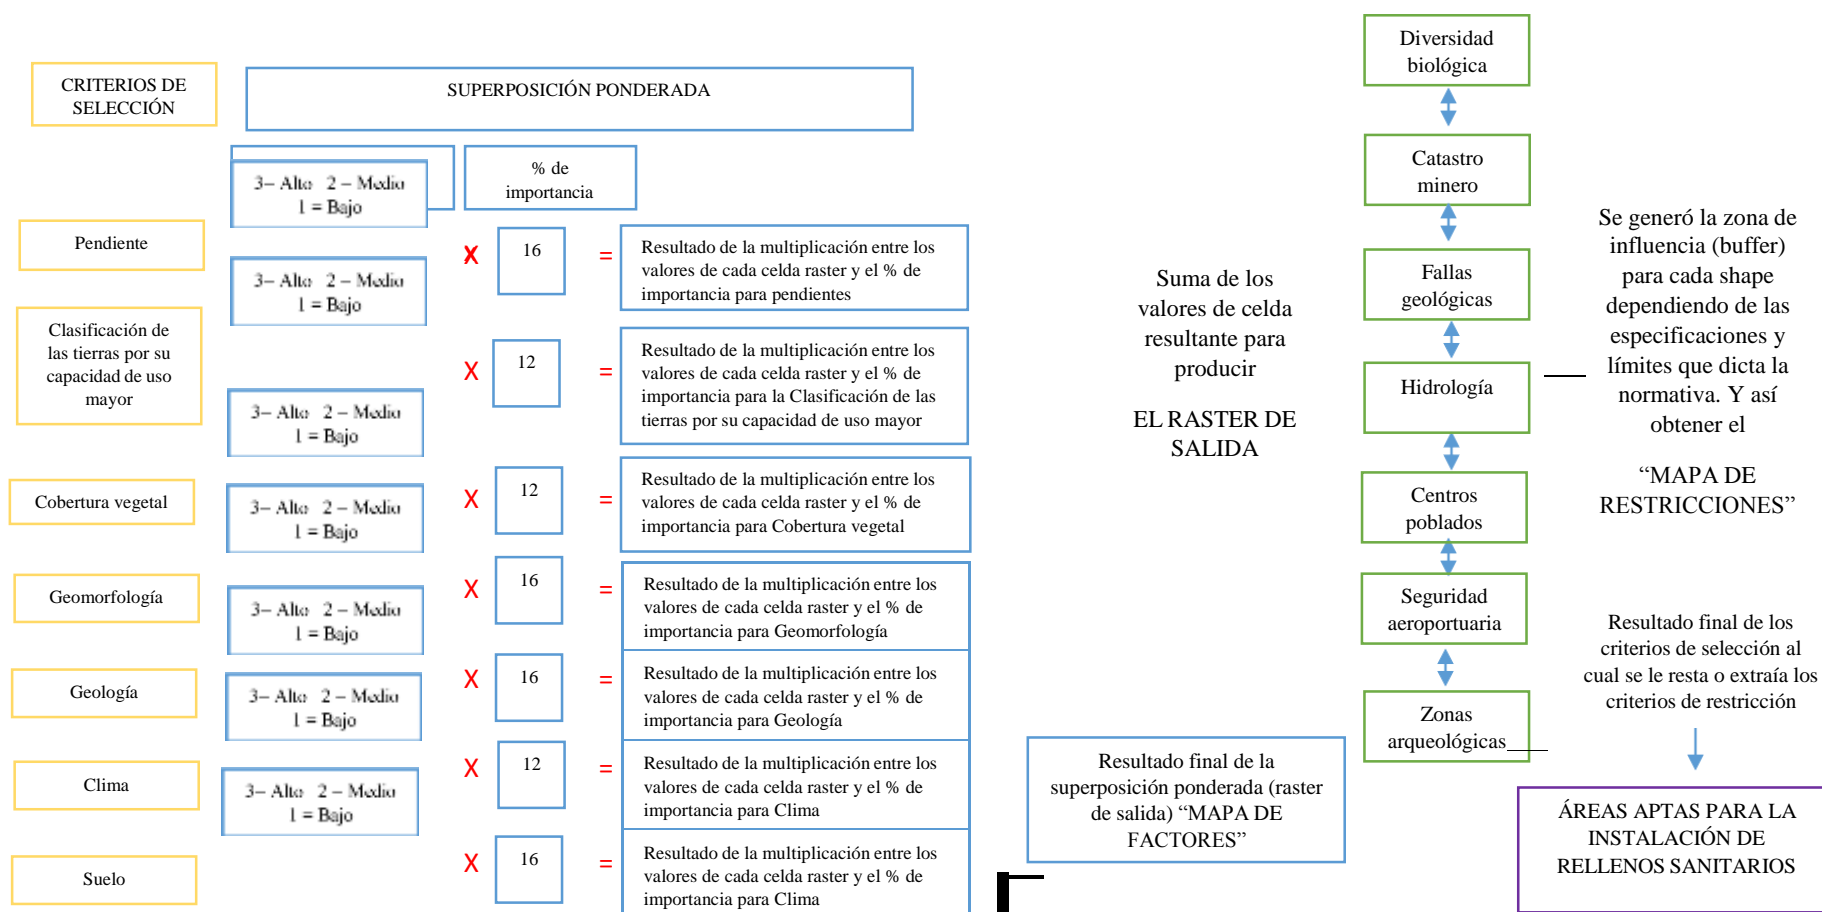 CRITERIOS DE
SELECCIÓN
SUPERPOSICIÓN PONDERADA
3– Alto 2 – Medio
1 = Bajo
% de
importancia
Pendiente
3– Alto 2 – Medio
1 = Bajo
X
16
=
Resultado de la multiplicación entre los
valores de cada celda raster y el % de
importancia para pendientes
Clasificación de
las tierras por su
capacidad de uso
mayor
3– Alto 2 – Medio
1 = Bajo
X
12
=
Resultado de la multiplicación entre los
valores de cada celda raster y el % de
importancia para la Clasificación de las
tierras por su capacidad de uso mayor
Cobertura vegetal
3– Alto 2 – Medio
1 = Bajo
X
12
=
Resultado de la multiplicación entre los
valores de cada celda raster y el % de
importancia para Cobertura vegetal
Geomorfología
3– Alto 2 – Medio
1 = Bajo
X
16
=
Resultado de la multiplicación entre los
valores de cada celda raster y el % de
importancia para Geomorfología
Geología
3– Alto 2 – Medio
1 = Bajo
X
16
=
Resultado de la multiplicación entre los
valores de cada celda raster y el % de
importancia para Geología
Clima
3– Alto 2 – Medio
1 = Bajo
X
12
=
Resultado de la multiplicación entre los
valores de cada celda raster y el % de
importancia para Clima
Suelo
X
16
=
Resultado de la multiplicación entre los
valores de cada celda raster y el % de
importancia para Clima
Suma de los
valores de celda
resultante para
producir
EL RASTER DE
SALIDA
Resultado final de la
superposición ponderada (raster
de salida) “MAPA DE
FACTORES”
Diversidad
biológica
Catastro
minero
Fallas
geológicas
Hidrología
Centros
poblados
Seguridad
aeroportuaria
Zonas
arqueológicas
Se generó la zona de
influencia (buffer)
para cada shape
dependiendo de las
especificaciones y
límites que dicta la
normativa. Y así
obtener el
“MAPA DE
RESTRICCIONES”
Resultado final de los
criterios de selección al
cual se le resta o extraía los
criterios de restricción
ÁREAS APTAS PARA LA
INSTALACIÓN DE
RELLENOS SANITARIOS